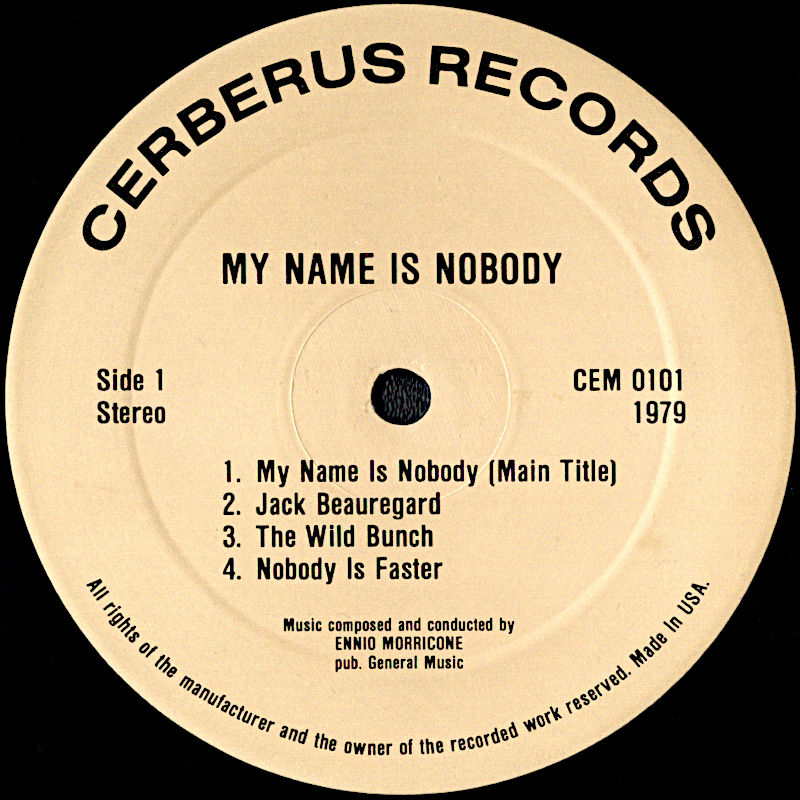 CERBERUS RECORDS
MY NAME IS NOBODY
Side 1
Stereo
CEM 0101
1979
1. My Name Is Nobody (Main Title)
2. Jack Beauregard
3. The Wild Bunch
4. Nobody Is Faster
Music composed and conducted by
ENNIO MORRICONE
pub. General Music
All rights of the manufacturer and the owner of the recorded work reserved. Made In USA.